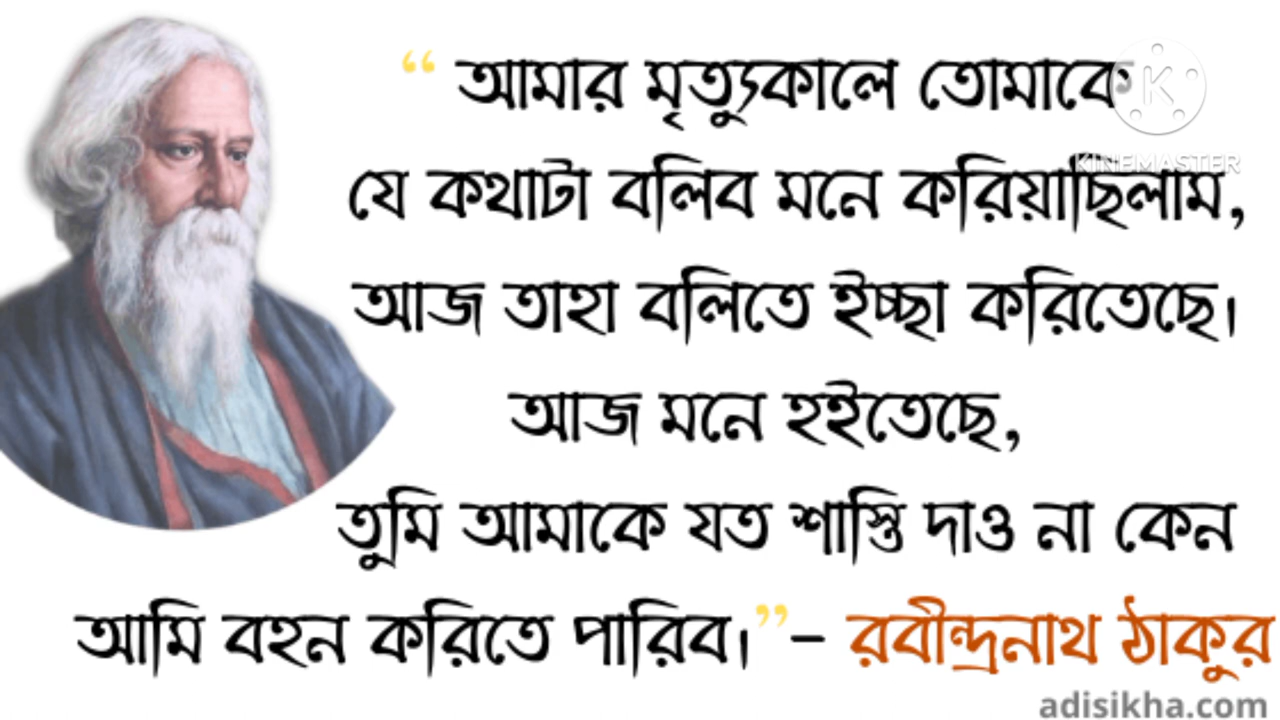 “ আমার মৃত্যুকালে তোমাকে
যে কথাটা বলিব মনে করিয়াছিলাম,
আজ তাহা বলিতে ইচ্ছা করিতেছে।
আজ মনে হইতেছে,
তুমি আমাকে যত শাস্তি দাও না কেন
আমি বহন করিতে পারিব।” – রবীন্দ্রনাথ ঠাকুর
K
KINEMASTER
adisikha.com